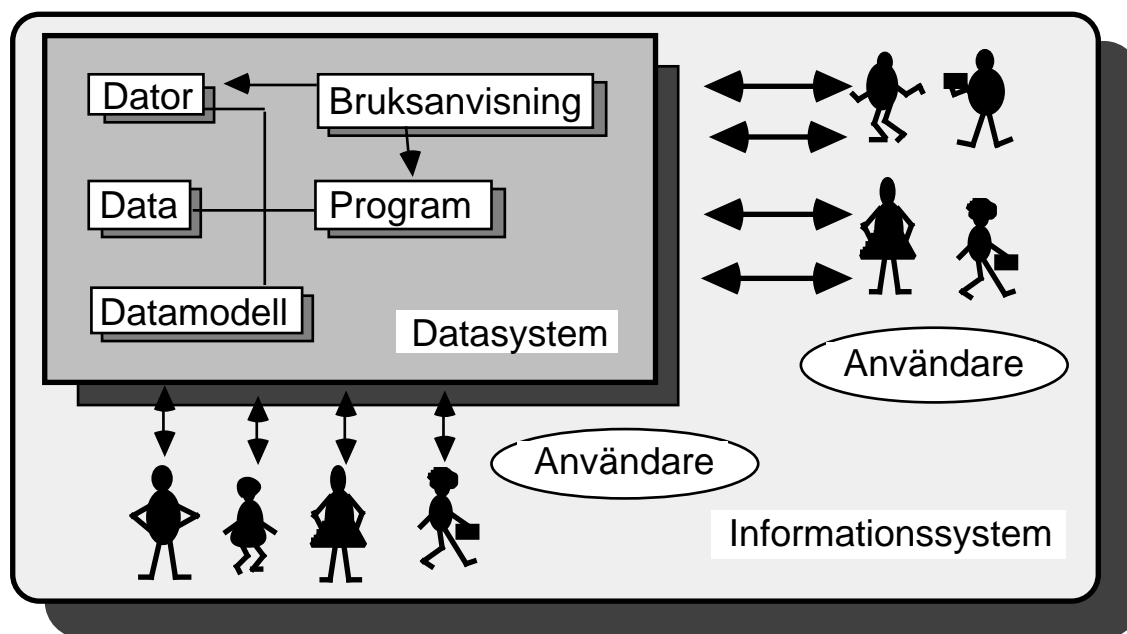 Dator
Bruksanvisning
Data
Program
Datamodell
Datasystem
Användare
Användare
Informationssystem